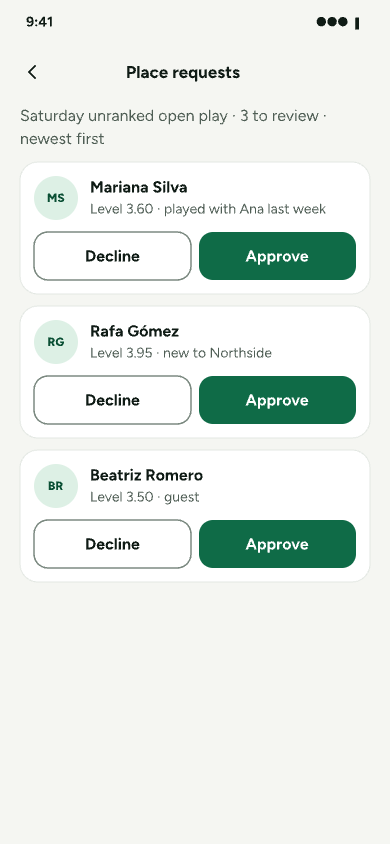 9:41
Place requests
Saturday unranked open play · 3 to review ·
newest first
MS
Mariana Silva
Level 3.60 · played with Ana last week
Decline
Approve
RG
Rafa Gómez
Level 3.95 · new to Northside
Decline
Approve
BR
Beatriz Romero
Level 3.50 · guest
Decline
Approve